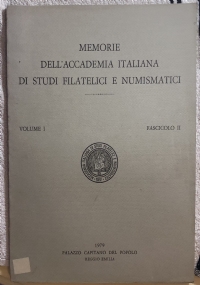 MEMORIE
DELL'ACCADEMIA ITALIANA
DI STUDI FILATELICI E NUMISMATICI
VOLUME I FASCICOLO II
1979
PALAZZO CAPITANO DEL POPOLO
REGGIO EMILIA